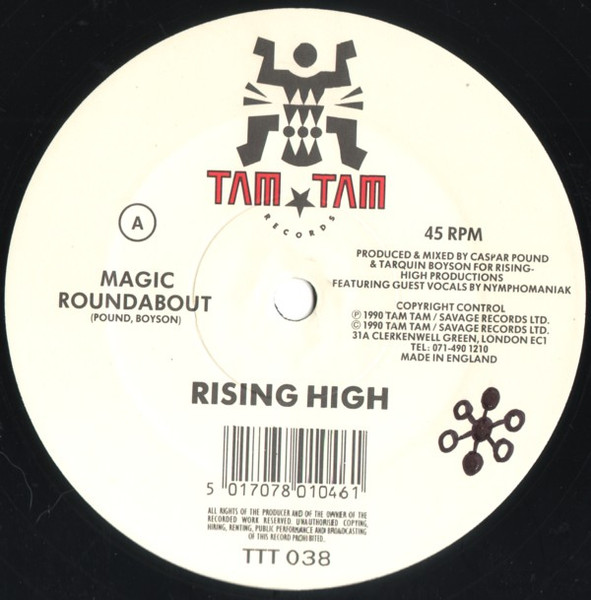 TAM TAM
RECORDS
A
45 RPM
MAGIC
ROUNDABOUT
(POUND, BOYSON)
PRODUCED & MIXED BY CASPAR POUND
& TARQUIN BOYSON FOR RISING-
HIGH PRODUCTIONS
FEATURING GUEST VOCALS BY NYMPHOMANIAK
COPYRIGHT CONTROL
Ⓟ 1990 TAM TAM / SAVAGE RECORDS LTD.
© 1990 TAM TAM / SAVAGE RECORDS LTD.
31A CLERKENWELL GREEN, LONDON EC1
TEL: 071-490 1210
MADE IN ENGLAND
RISING HIGH
5 017078 010461
ALL RIGHTS OF THE PRODUCER AND OF THE OWNER OF THE
RECORDED WORK RESERVED. UNAUTHORISED COPYING,
HIRING, RENTING, PUBLIC PERFORMANCE AND BROADCASTING
OF THIS RECORD PROHIBITED.
TTT 038